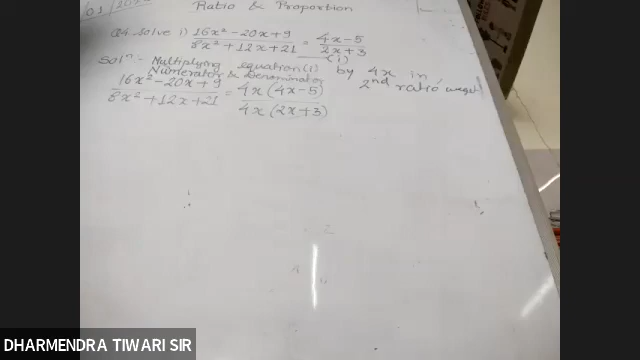 01
Ratio & Proportion
Q4. Solve i) (16x² - 20x + 9)/(8x² + 12x + 21) = (4x - 5)/(2x + 3) (i)
Solⁿ - Multiplying equation(i) by 4x in
Numerator & Denominator 2nd ratio, we get
(16x² - 20x + 9)/(8x² + 12x + 21) = 4x(4x - 5)/4x(2x + 3)
DHARMENDRA TIWARI SIR